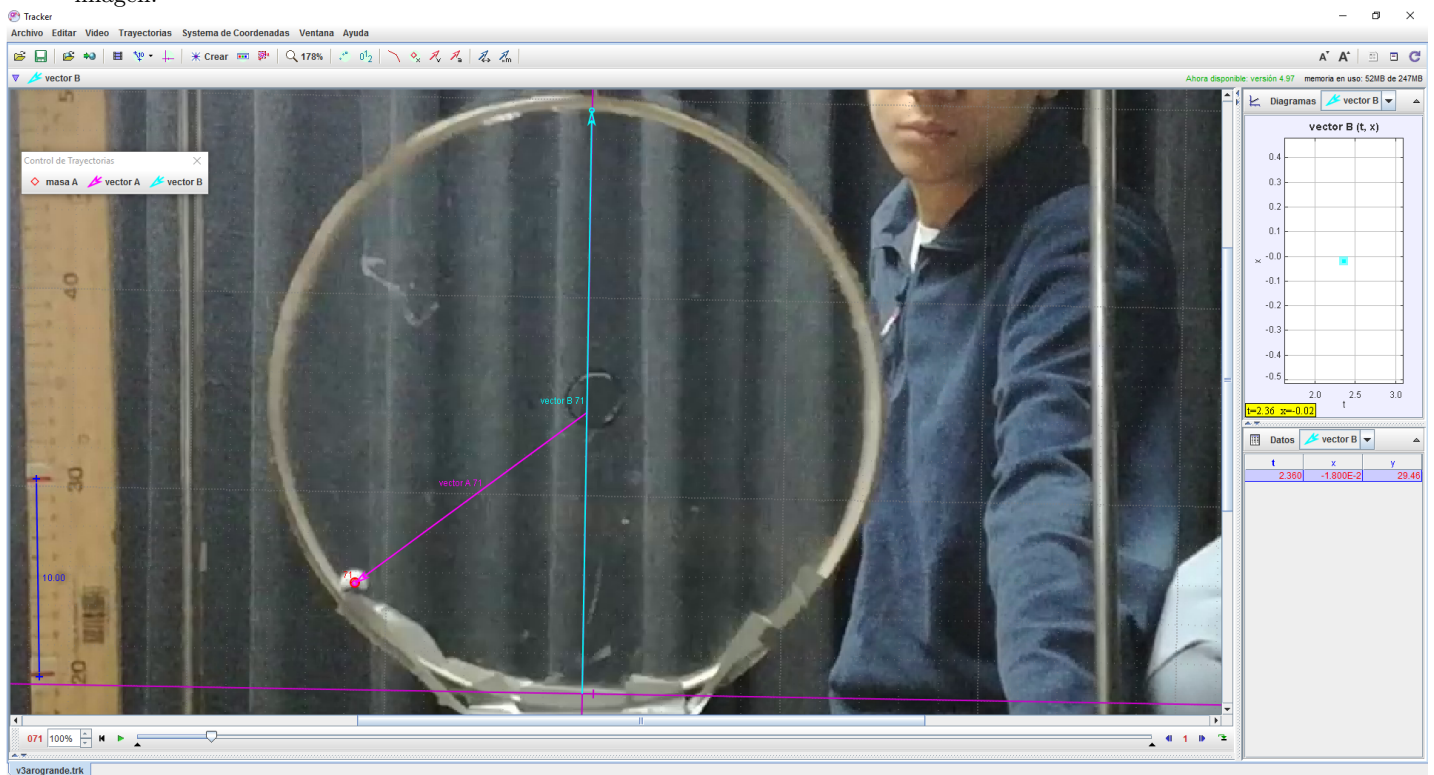 imagen.
Tracker
Archivo Editar Video Trayectorias Systema de Coordenadas Ventana Ayuda
Crear 178%
vector B
Ahora disponible: versión 4.97 memoria en uso: 52MB de 247MB
Control de Trayectorias
masa A vector A vector B
40
30
20
10.00
vector B 71
vector A 71
71
Diagramas vector B
vector B (t, x)
0.4
0.3
0.2
0.1
-0.0
-0.1
-0.2
-0.3
-0.4
-0.5
x
2.0 2.5 3.0
t
t=2.36 x=-0.02
Datos vector B
t x y
2.360 -1.800E-2 29.46
071 100% 1
v3arogrande.trk